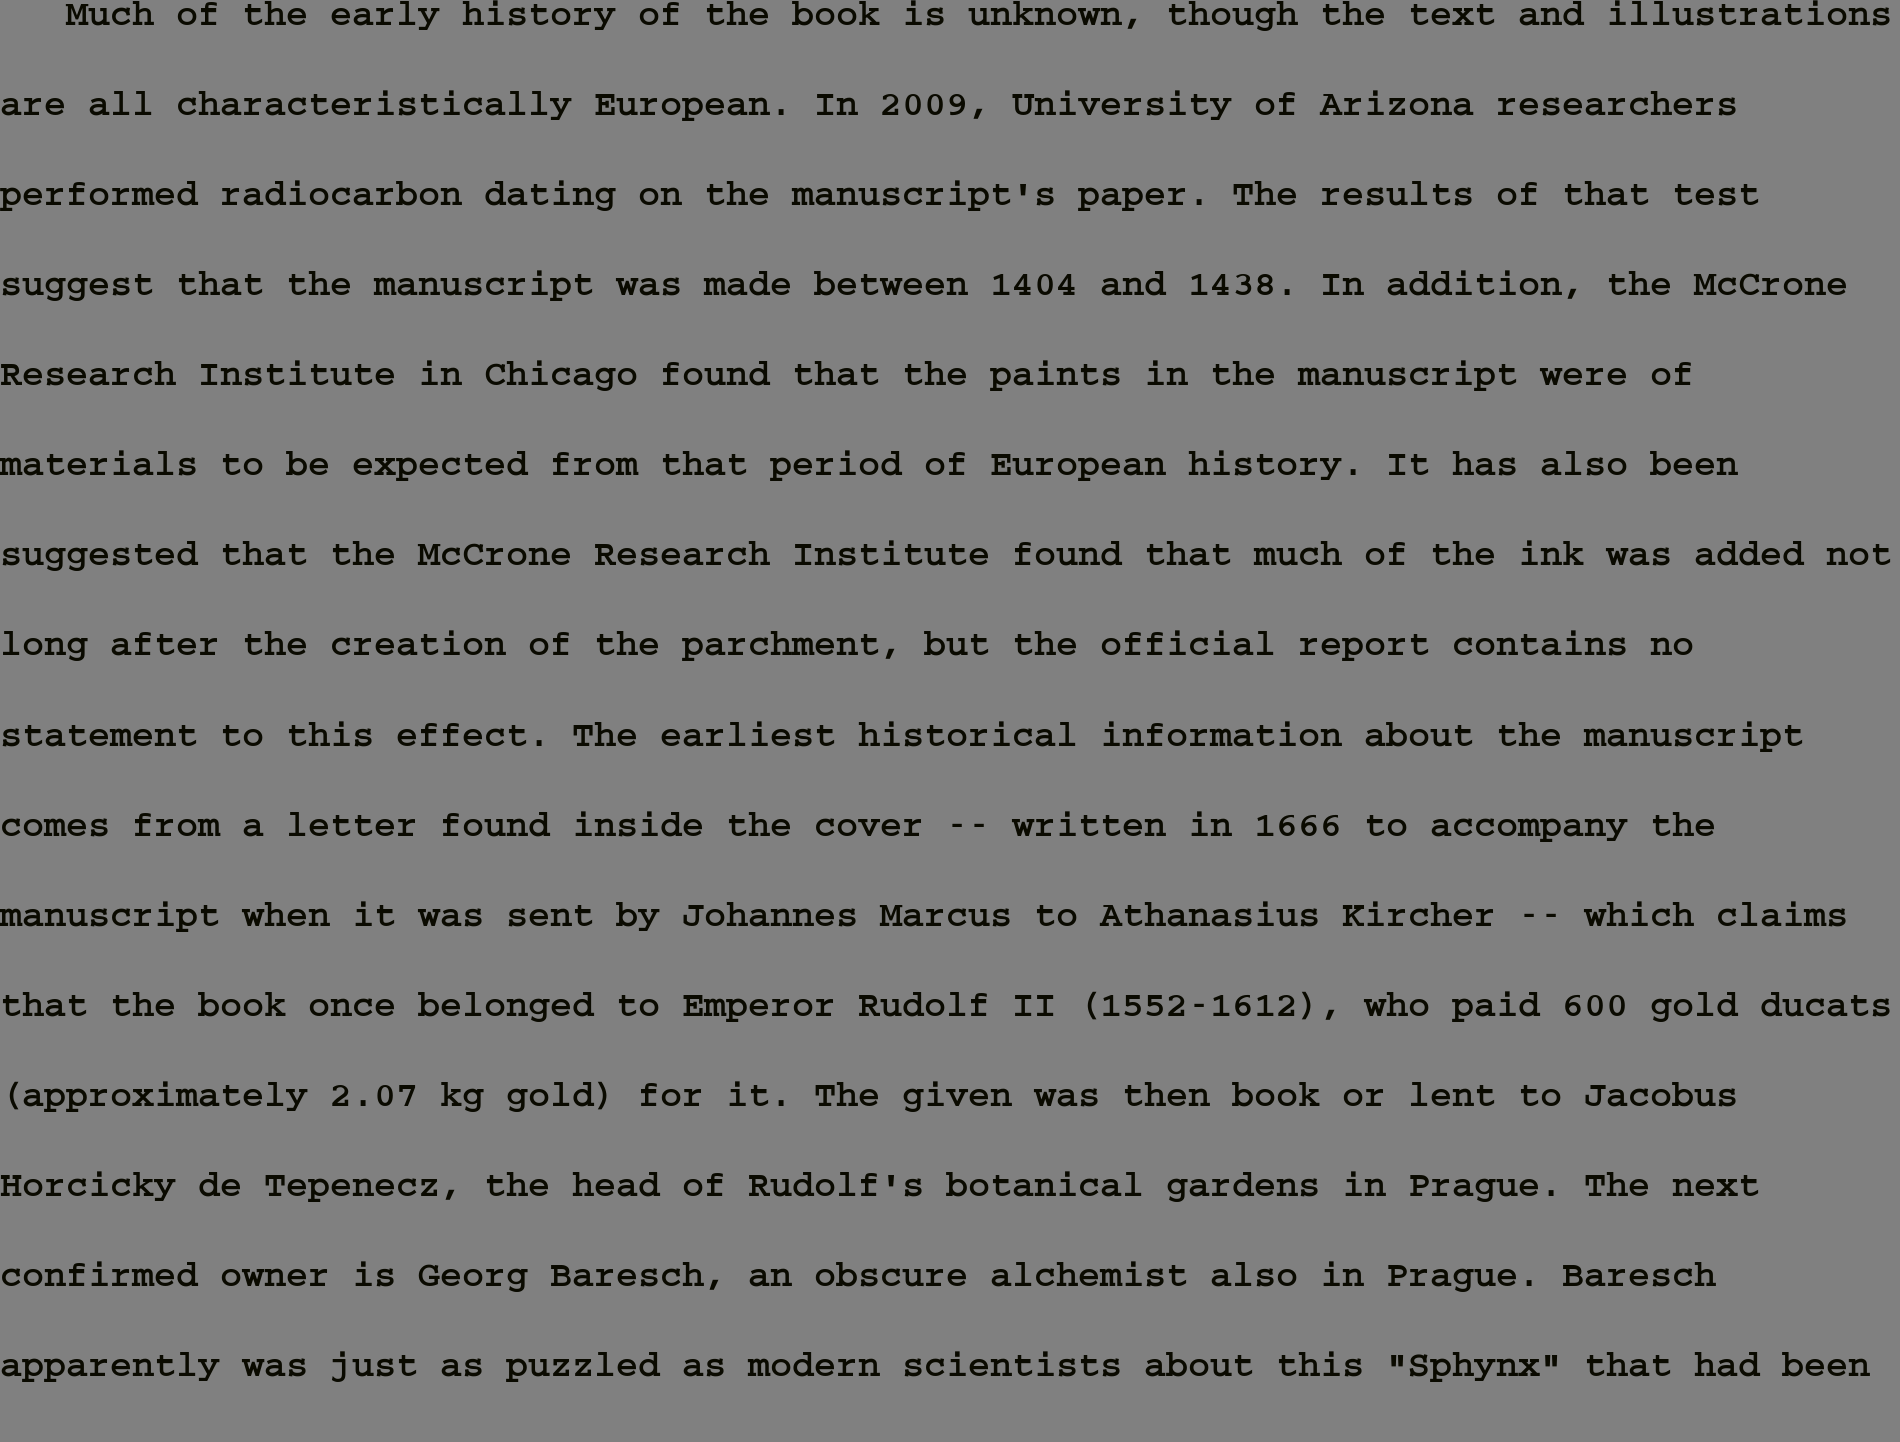 Much of the early history of the book is unknown, though the text and illustrations
are all characteristically European. In 2009, University of Arizona researchers
performed radiocarbon dating on the manuscript's paper. The results of that test
suggest that the manuscript was made between 1404 and 1438. In addition, the McCrone
Research Institute in Chicago found that the paints in the manuscript were of
materials to be expected from that period of European history. It has also been
suggested that the McCrone Research Institute found that much of the ink was added not
long after the creation of the parchment, but the official report contains no
statement to this effect. The earliest historical information about the manuscript
comes from a letter found inside the cover -- written in 1666 to accompany the
manuscript when it was sent by Johannes Marcus to Athanasius Kircher -- which claims
that the book once belonged to Emperor Rudolf II (1552-1612), who paid 600 gold ducats
(approximately 2.07 kg gold) for it. The given was then book or lent to Jacobus
Horcicky de Tepenecz, the head of Rudolf's botanical gardens in Prague. The next
confirmed owner is Georg Baresch, an obscure alchemist also in Prague. Baresch
apparently was just as puzzled as modern scientists about this "Sphynx" that had been